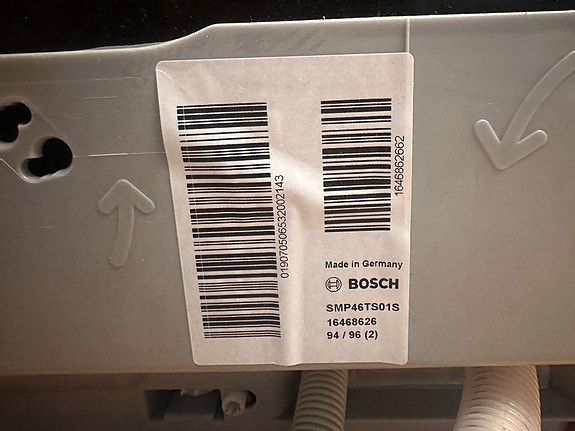 019070506532002143
1646862662
Made in Germany
BOSCH
SMP46TS01S
16468626
94 / 96 (2)